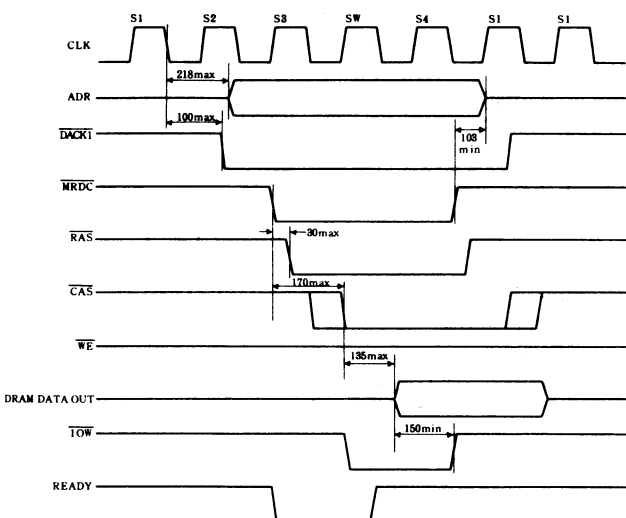 S1 S2 S3 SW S4 S1 S1
CLK
218max
ADR
100max
DACK1
103 min
MRDC
30max
RAS
170max
CAS
WE
135max
DRAM DATA OUT
150min
IOW
READY